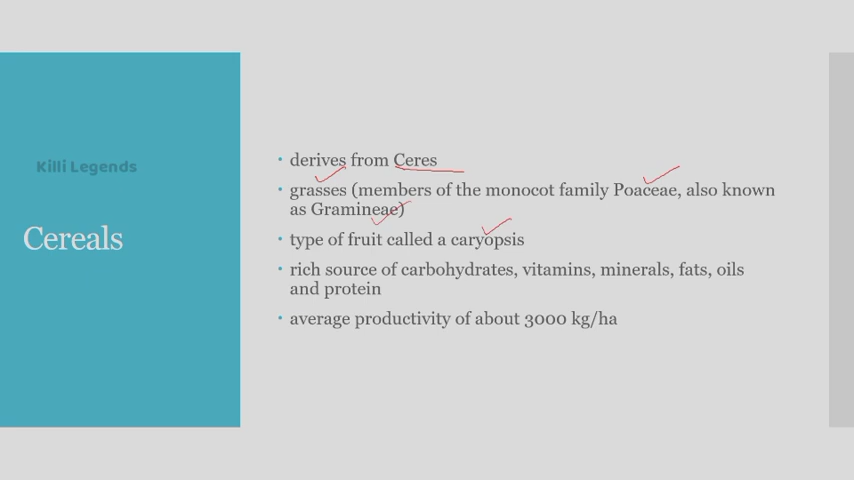 Killi Legends
Cereals
• derives from Ceres
• grasses (members of the monocot family Poaceae, also known
as Gramineae)
• type of fruit called a caryopsis
• rich source of carbohydrates, vitamins, minerals, fats, oils
and protein
• average productivity of about 3000 kg/ha